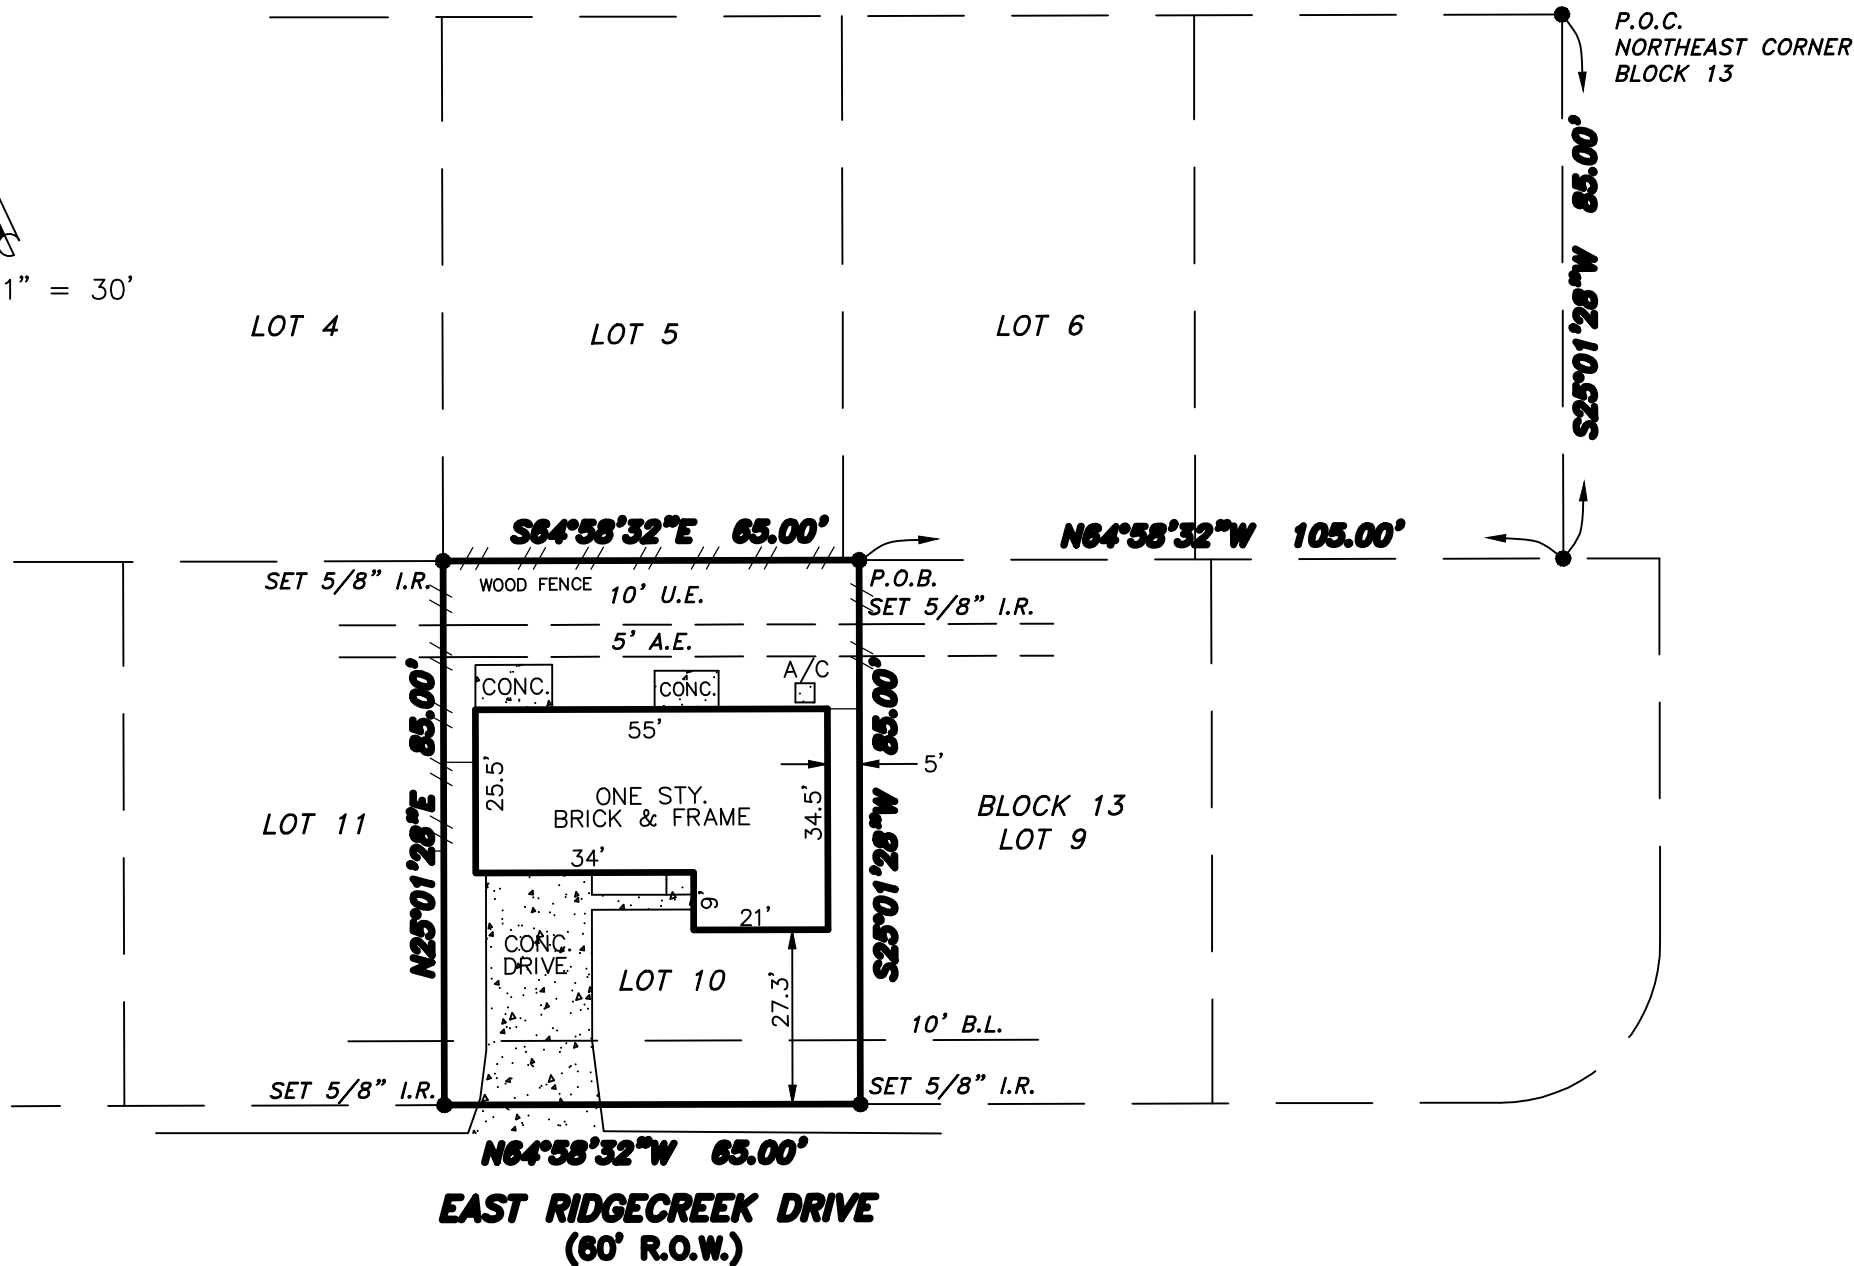 P.O.C.
NORTHEAST CORNER
BLOCK 13
S25°01'28"W 85.00'
1" = 30'
LOT 4
LOT 5
LOT 6
S64°58'32"E 65.00'
N64°58'32"W 105.00'
SET 5/8" I.R.
WOOD FENCE
10' U.E.
P.O.B.
SET 5/8" I.R.
5' A.E.
A/C
CONC.
CONC.
N25°01'28"E 85.00'
S25°01'28"W 85.00'
55'
5'
25.5'
34.5'
ONE STY.
BRICK & FRAME
LOT 11
BLOCK 13
LOT 9
34'
9'
21'
CONC.
DRIVE
LOT 10
27.3'
10' B.L.
SET 5/8" I.R.
SET 5/8" I.R.
N64°58'32"W 65.00'
EAST RIDGECREEK DRIVE
(60' R.O.W.)